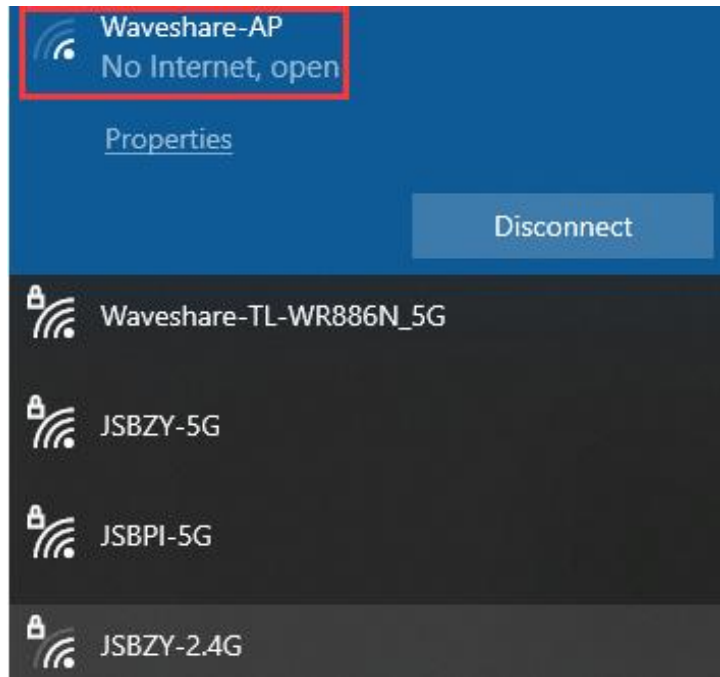 Waveshare-AP
No Internet, open
Properties
Disconnect
Waveshare-TL-WR886N_5G
JSBZY-5G
JSBPI-5G
JSBZY-2.4G